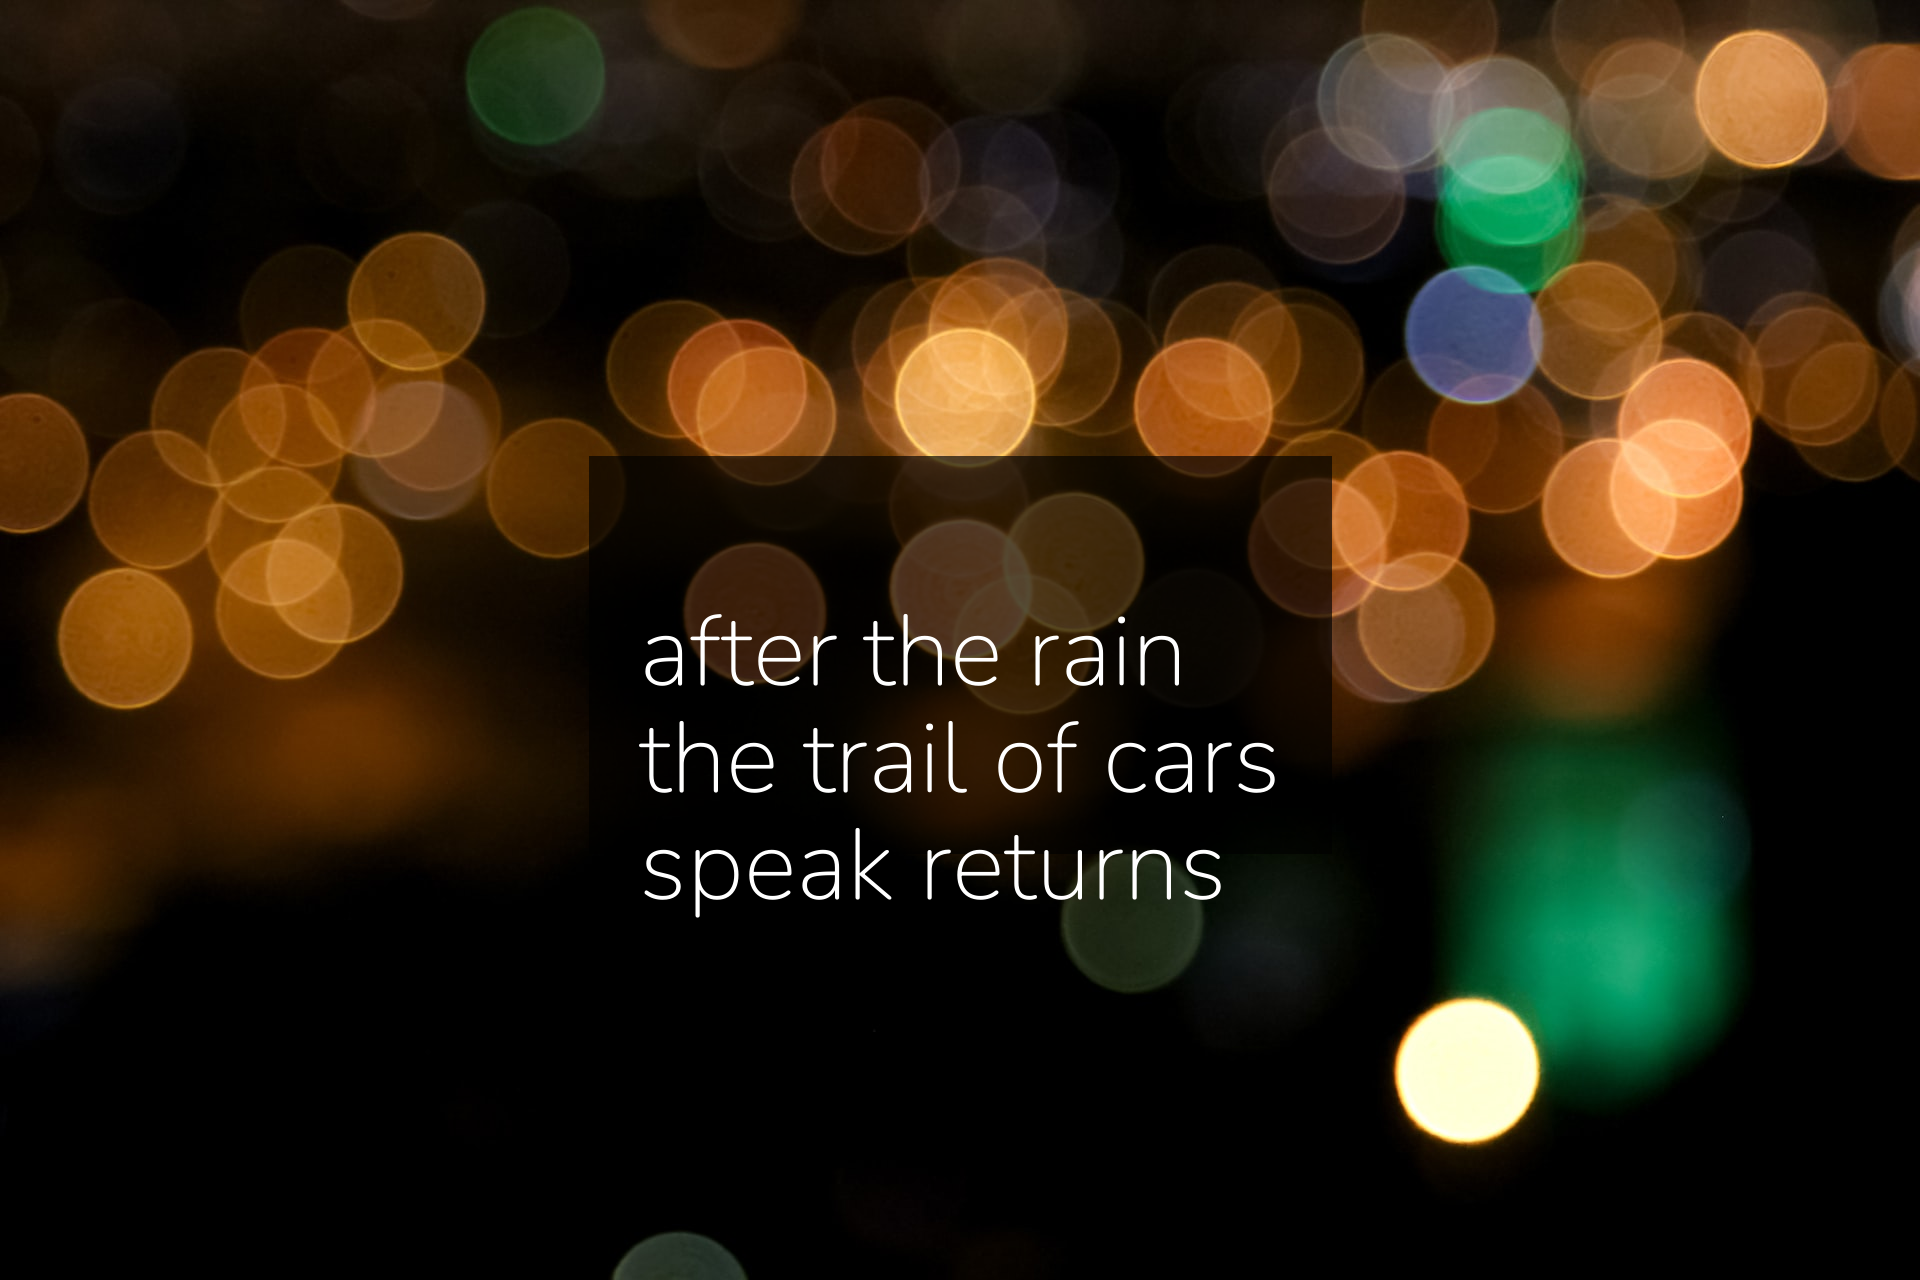 after the rain
the trail of cars
speak returns